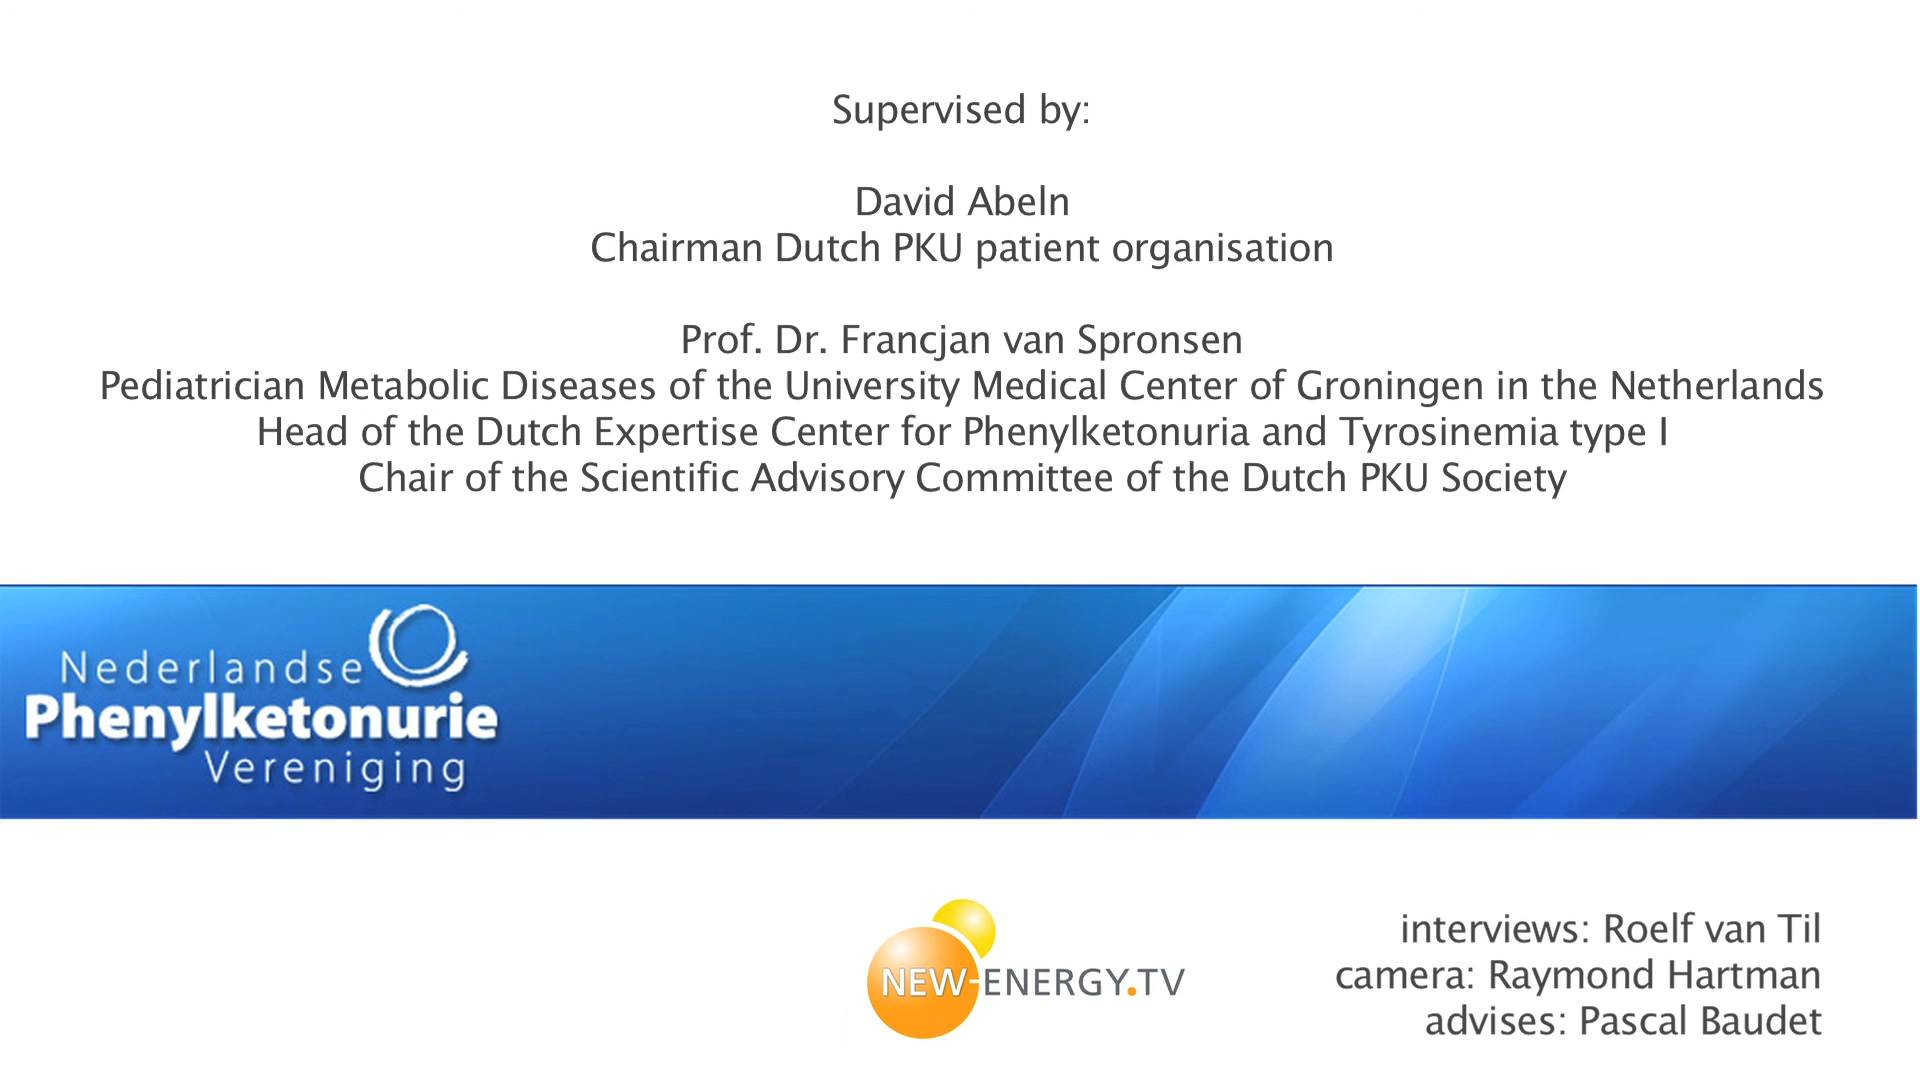 Supervised by:
David Abeln
Chairman Dutch PKU patient organisation
Prof. Dr. Francjan van Spronsen
Pediatrician Metabolic Diseases of the University Medical Center of Groningen in the Netherlands
Head of the Dutch Expertise Center for Phenylketonuria and Tyrosinemia type I
Chair of the Scientific Advisory Committee of the Dutch PKU Society
Nederlandse
Phenylketonurie
Vereniging
NEW-ENERGY.TV
interviews: Roelf van Til
camera: Raymond Hartman
advises: Pascal Baudet